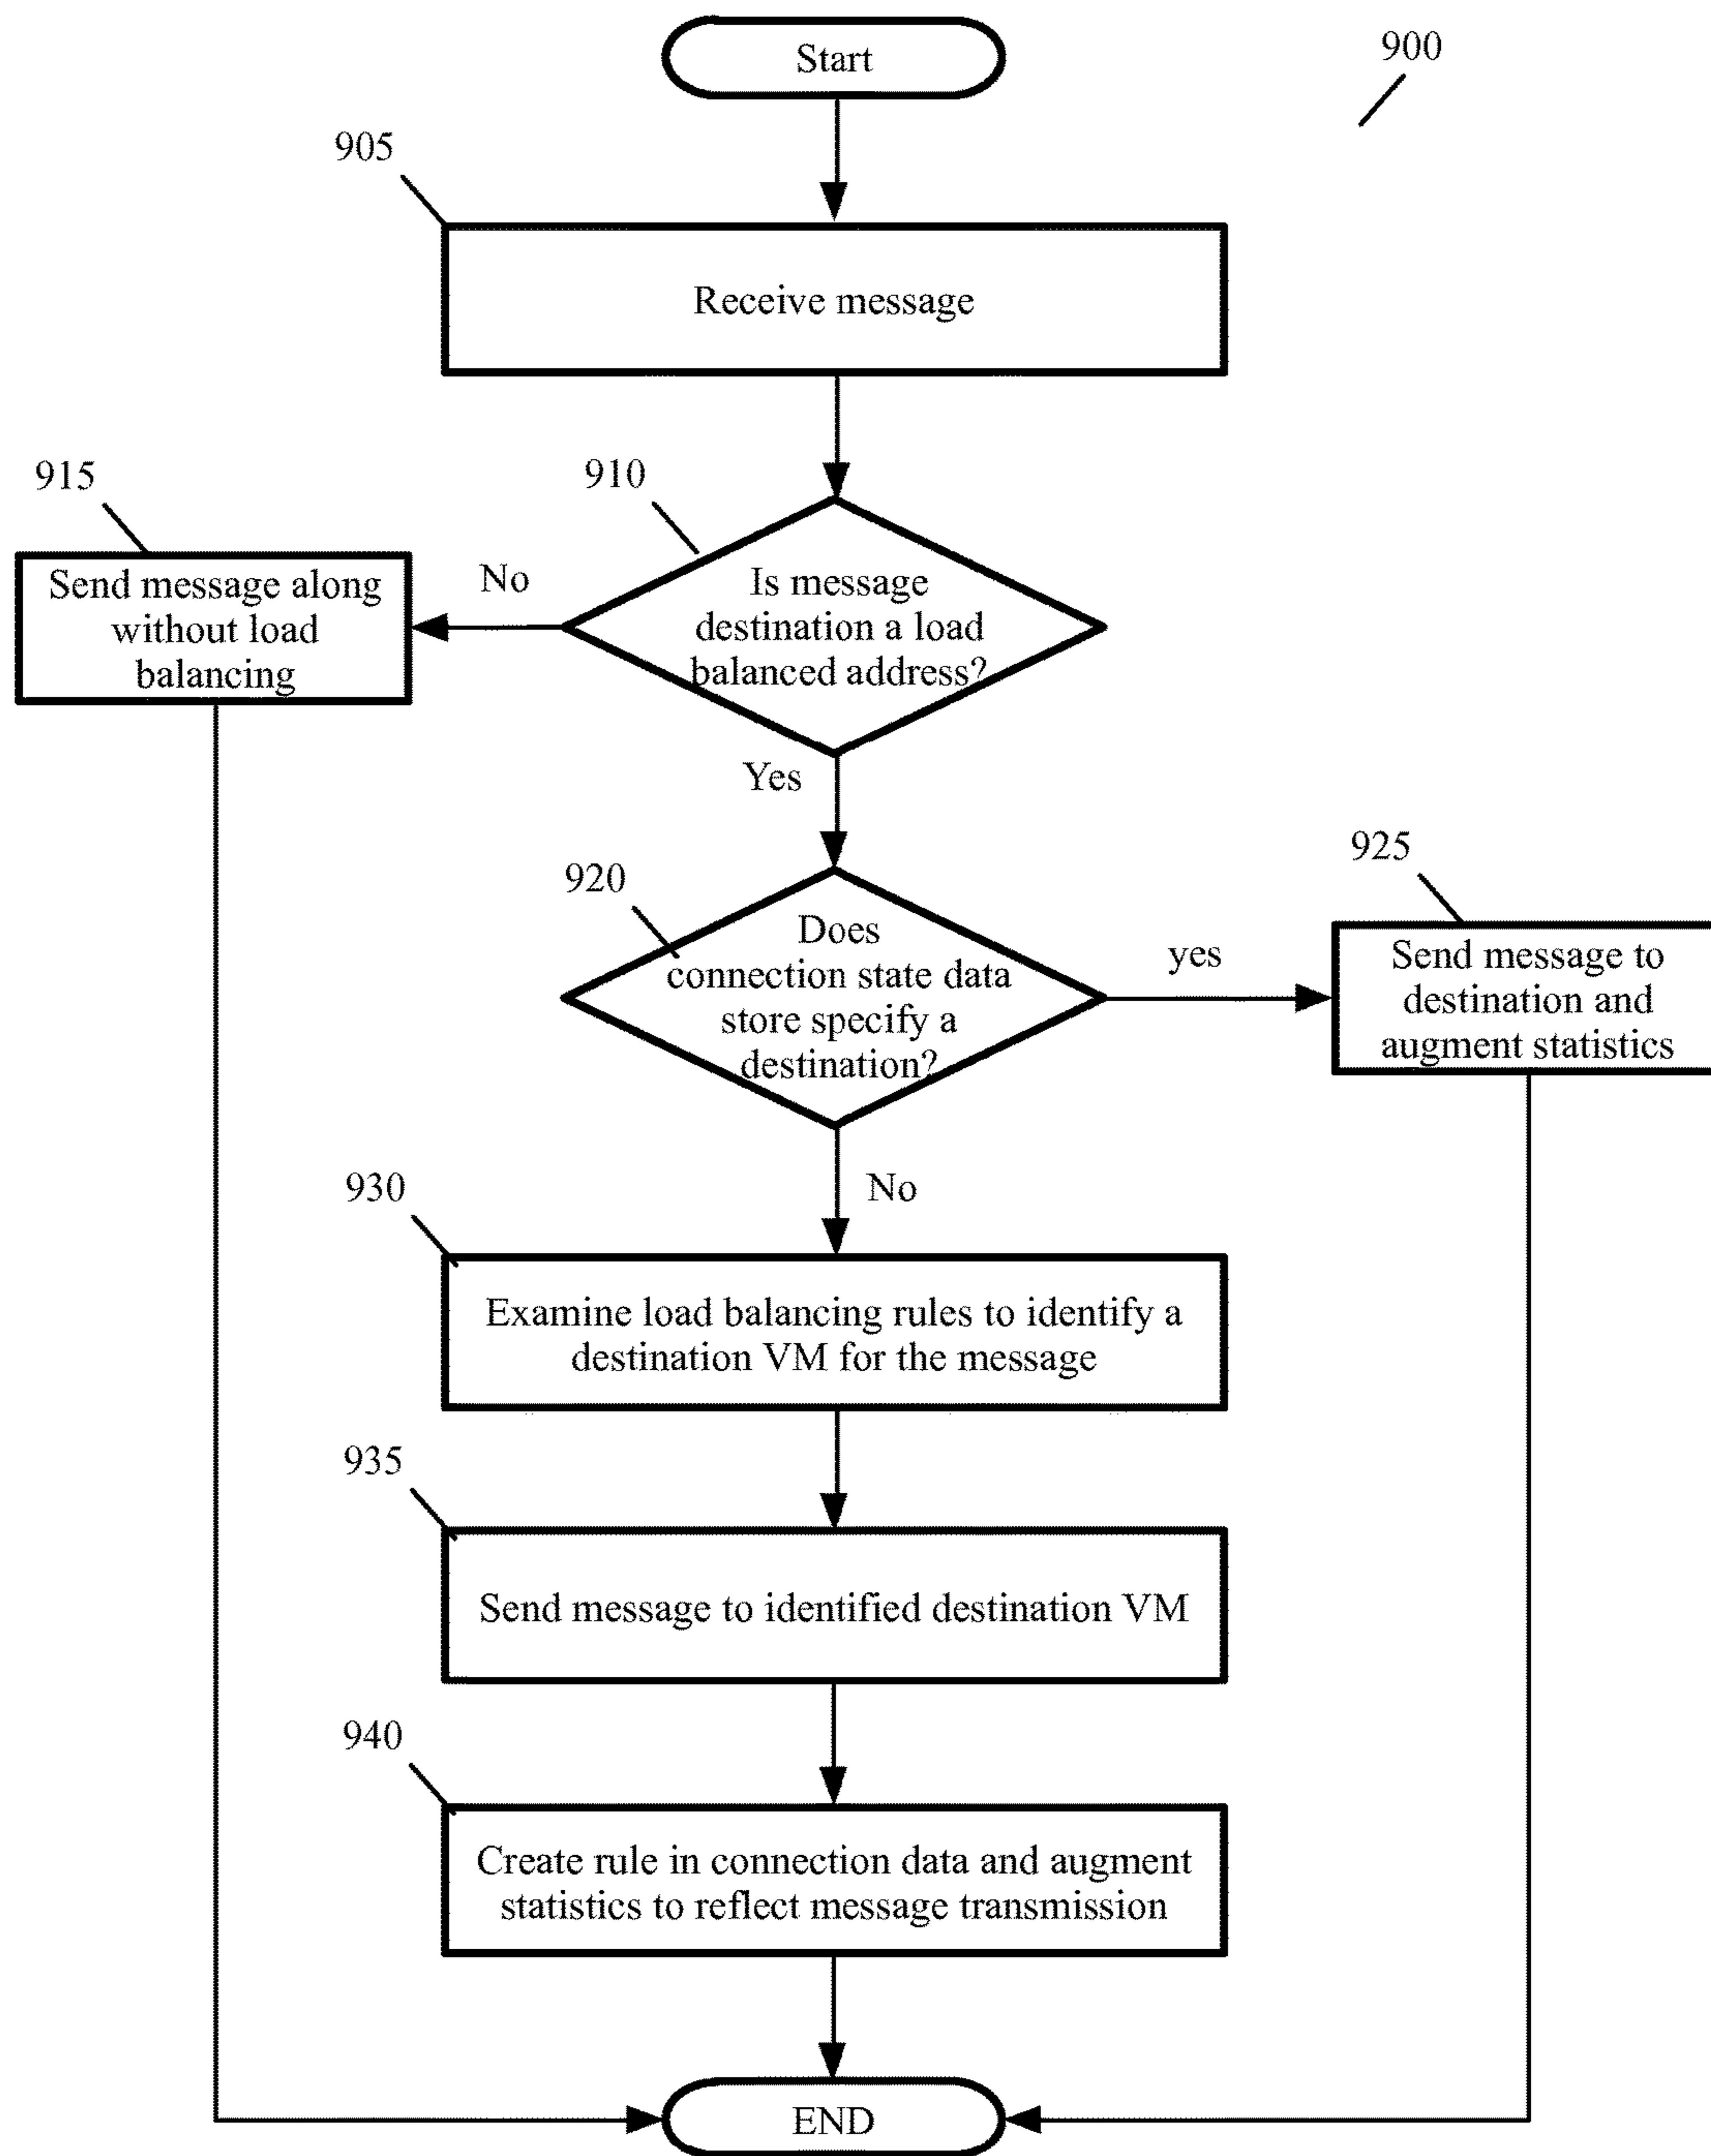 Start
900
905
Receive message
915
910
Send message along
without load
balancing
No
Is message
destination a load
balanced address?
Yes
920
925
Does
connection state data
store specify a
destination?
yes
Send message to
destination and
augment statistics
No
930
Examine load balancing rules to identify a
destination VM for the message
935
Send message to identified destination VM
940
Create rule in connection data and augment
statistics to reflect message transmission
END